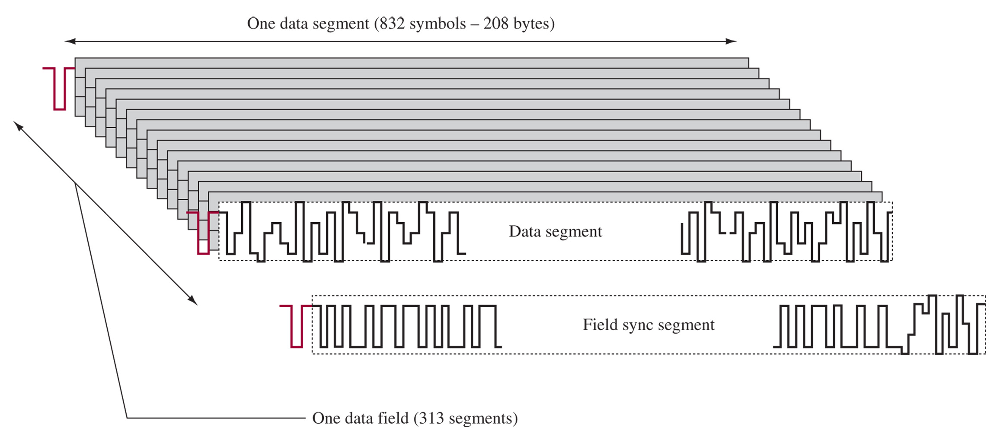 One data segment (832 symbols – 208 bytes)
Data segment
Field sync segment
One data field (313 segments)